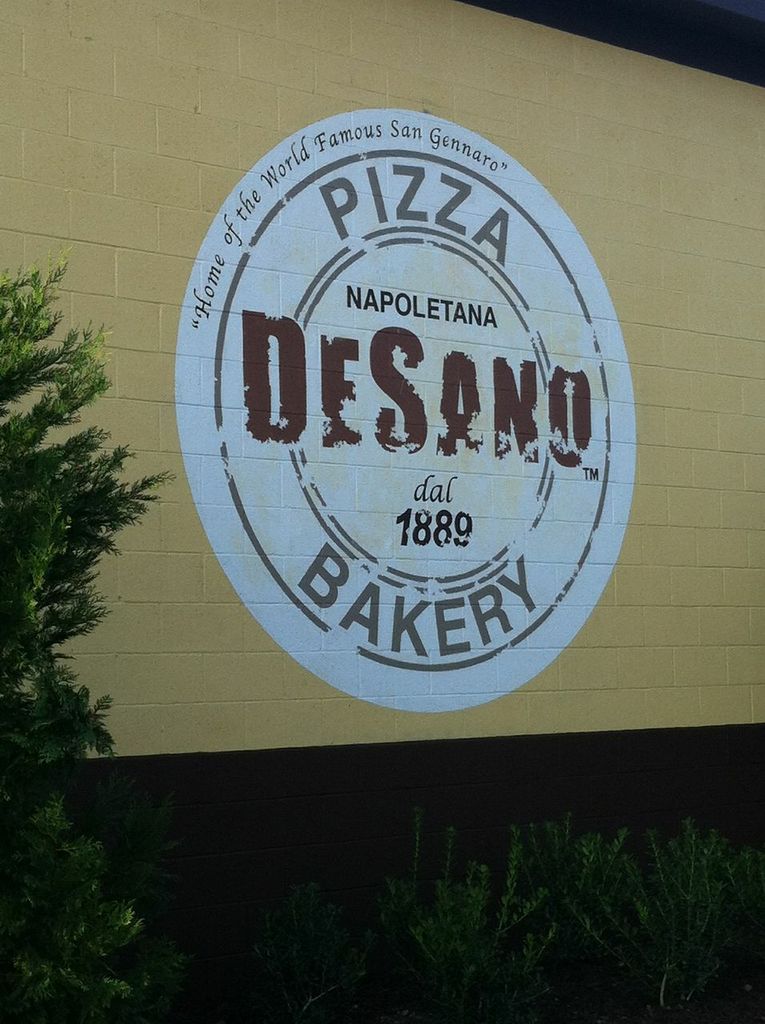 "Home of the World Famous San Gennaro"
PIZZA
NAPOLETANA
DESANO
TM
dal
1889
BAKERY